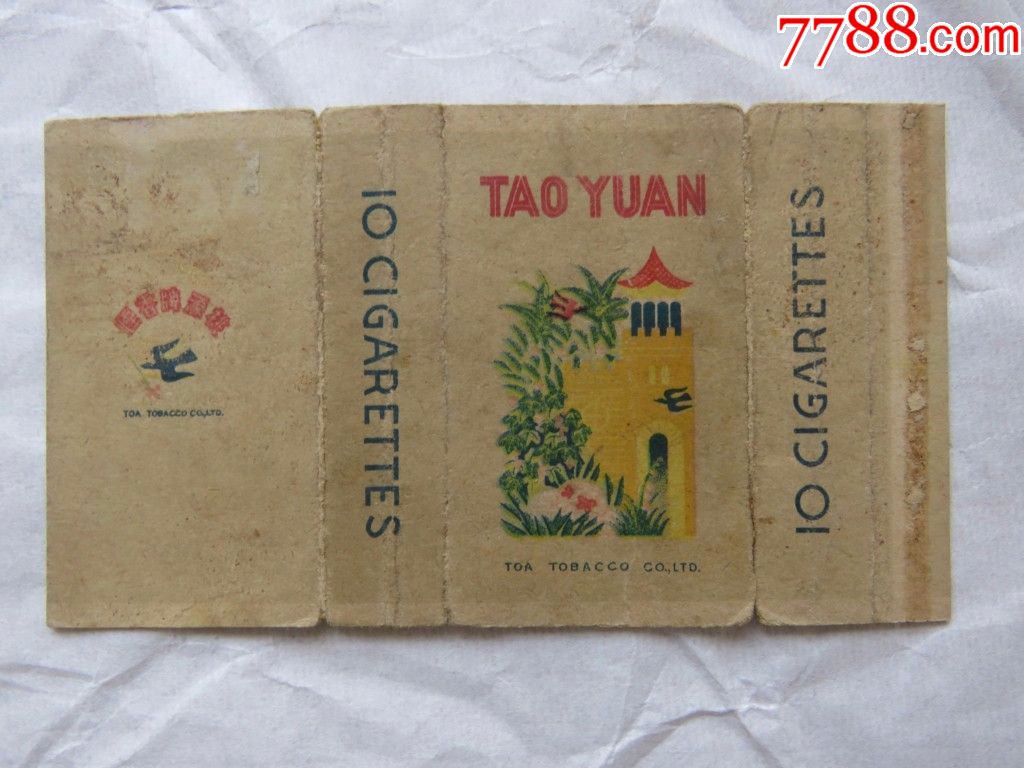 7788.com
TOA TOBACCO CO.,LTD.
10 CIGARETTES
TAO YUAN
TOA TOBACCO CO.,LTD.
10 CIGARETTES